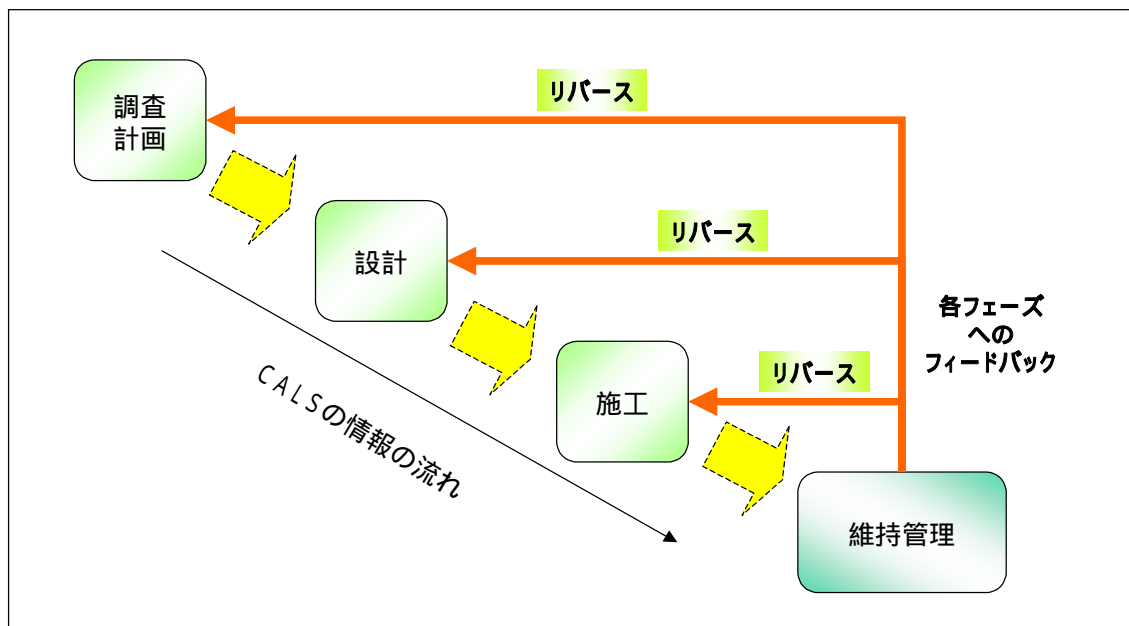 調査
計画
リバース
設計
リバース
各フェーズ
への
フィードバック
施工
リバース
ＣＡＬＳの情報の流れ
維持管理